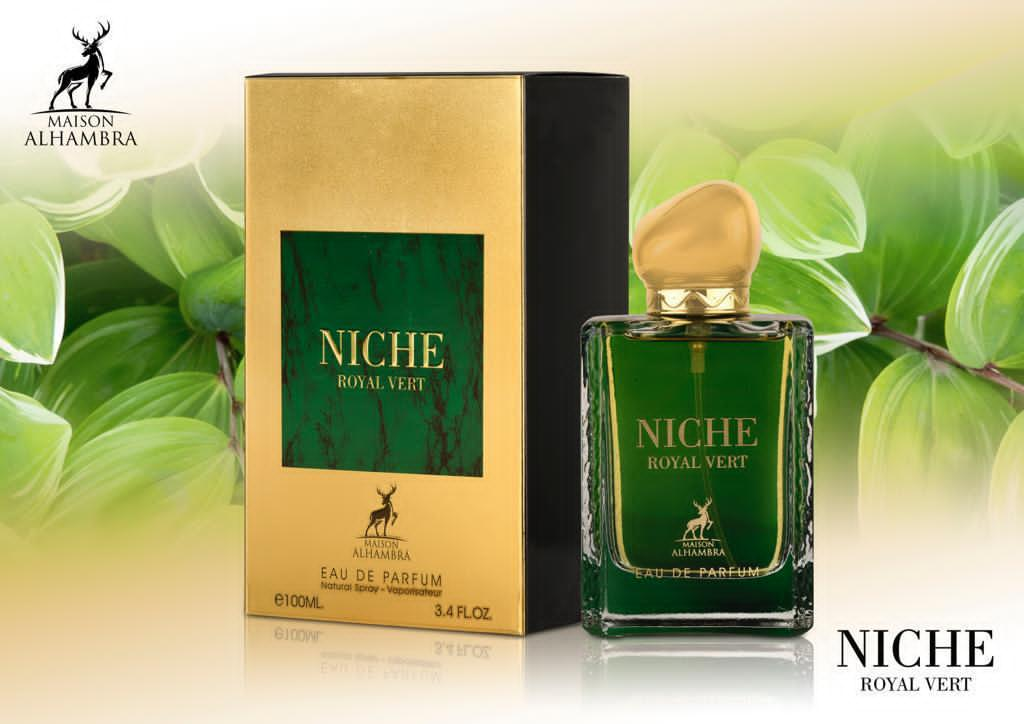 MAISON
ALHAMBRA
NICHE
ROYAL VERT
MAISON
ALHAMBRA
EAU DE PARFUM
Natural Spray - Vaporisateur
e100ML.
3.4 FL.OZ.
NICHE
ROYAL VERT
MAISON
ALHAMBRA
EAU DE PARFUM
NICHE
ROYAL VERT